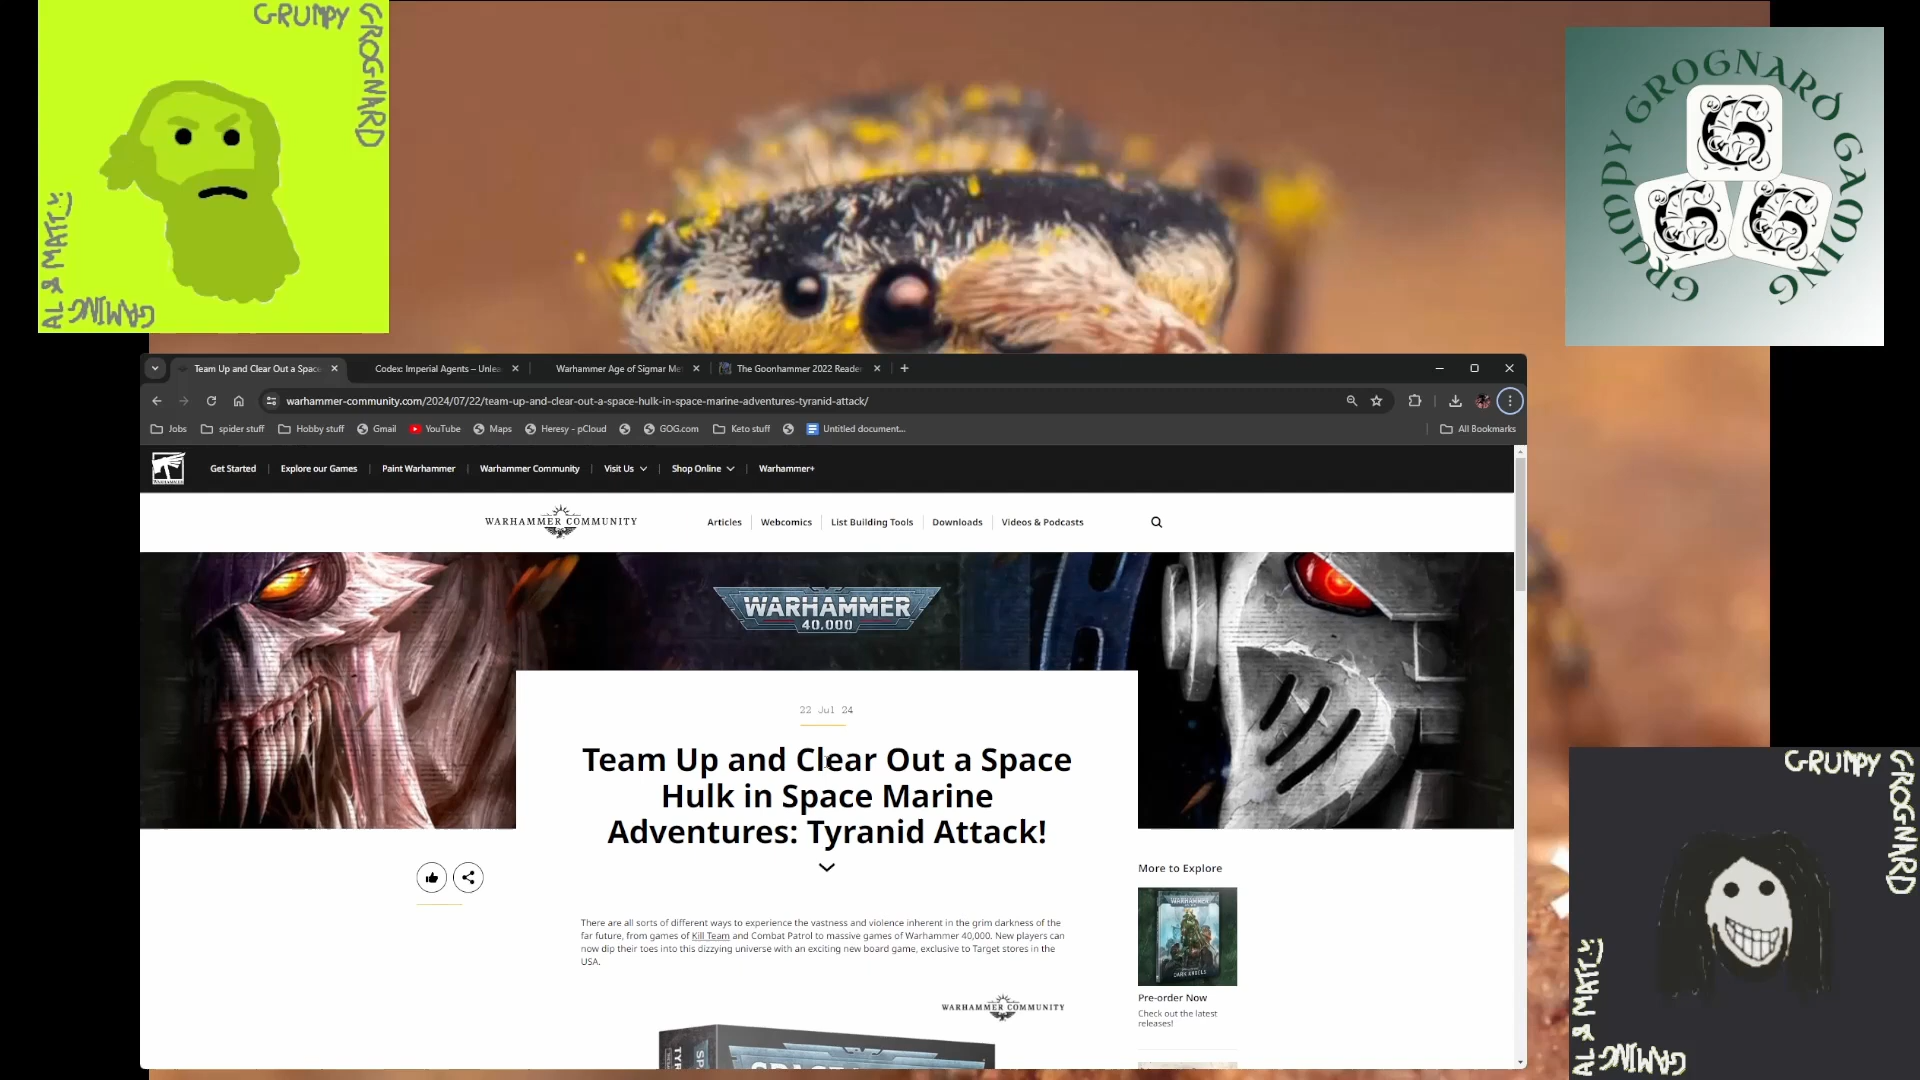 GRUMPY
GROGNARD
GAMING
AL & MATT
GRUMPY GROGNARD GAMING
G
G
G
Team Up and Clear Out a Space
Codex: Imperial Agents – Unlea
Warhammer Age of Sigmar Met
The Goonhammer 2022 Reade
warhammer-community.com/2024/07/22/team-up-and-clear-out-a-space-hulk-in-space-marine-adventures-tyranid-attack/
Jobs
spider stuff
Hobby stuff
Gmail
YouTube
Maps
Heresy - pCloud
GOG.com
Keto stuff
Untitled document...
All Bookmarks
WARHAMMER
Get Started
Explore our Games
Paint Warhammer
Warhammer Community
Visit Us
Shop Online
Warhammer+
WARHAMMER COMMUNITY
Articles
Webcomics
List Building Tools
Downloads
Videos & Podcasts
WARHAMMER
40,000
22 Jul 24
Team Up and Clear Out a Space
Hulk in Space Marine
Adventures: Tyranid Attack!
There are all sorts of different ways to experience the vastness and violence inherent in the grim darkness of the
far future, from games of Kill Team and Combat Patrol to massive games of Warhammer 40,000. New players can
now dip their toes into this dizzying universe with an exciting new board game, exclusive to Target stores in the
USA.
WARHAMMER COMMUNITY
More to Explore
WARHAMMER
DARK ANGELS
Pre-order Now
Check out the latest
releases!
GRUMPY
GROGNARD
GAMING
AL & MATT